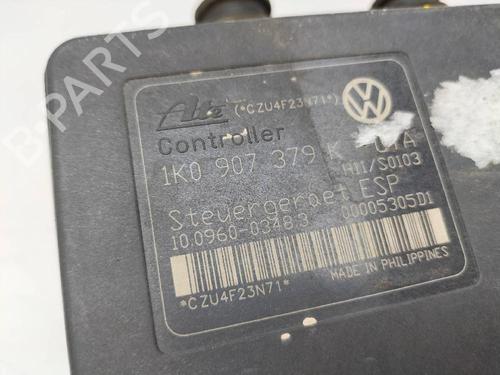 B-PARTS
Ate (*CZU4F23N71*)
Controller
1K0 907 379 K
H11/S0103
Steuergeraet ESP
10.0960-0348.3 00005305D1
*CZU4F23N71*
MADE IN PHILIPPINES